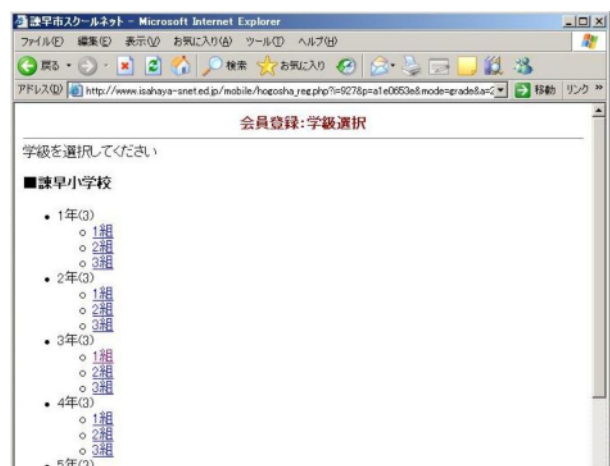 諫早市スクールネット - Microsoft Internet Explorer
ファイル(F) 編集(E) 表示(V) お気に入り(A) ツール(T) ヘルプ(H)
戻る 検索 お気に入り
アドレス(D) http://www.isahaya-snet.ed.jp/mobile/hogosha_reg.php?i=927&p=a1e0653e&mode=grade&a=2 移動 リンク »
会員登録:学級選択
学級を選択してください
■諫早小学校
• 1年(3)
○ 1組
○ 2組
○ 3組
• 2年(3)
○ 1組
○ 2組
○ 3組
• 3年(3)
○ 1組
○ 2組
○ 3組
• 4年(3)
○ 1組
○ 2組
○ 3組
• 5年(3)